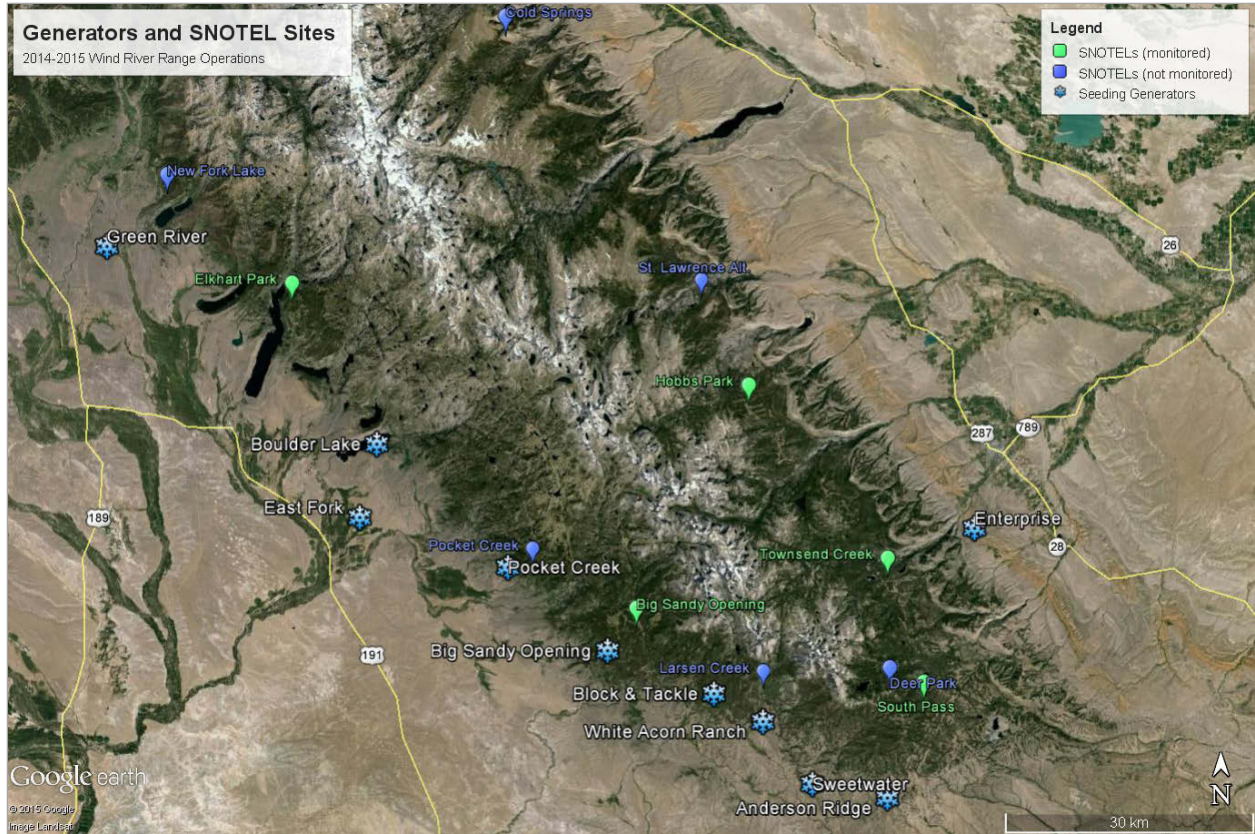 Generators and SNOTEL Sites
2014-2015 Wind River Range Operations
Cold Springs
Legend
SNOTELs (monitored)
SNOTELs (not monitored)
Seeding Generators
New Fork Lake
Green River
26
Elkhart Park
St. Lawrence Alt.
Hobbs Park
Boulder Lake
287
789
East Fork
189
Enterprise
Pocket Creek
28
Pocket Creek
Townsend Creek
Big Sandy Opening
Big Sandy Opening
191
Larsen Creek
Deer Park
Block & Tackle
South Pass
White Acorn Ranch
Google earth
Sweetwater
Anderson Ridge
N
© 2015 Google
Image Landsat
30 km